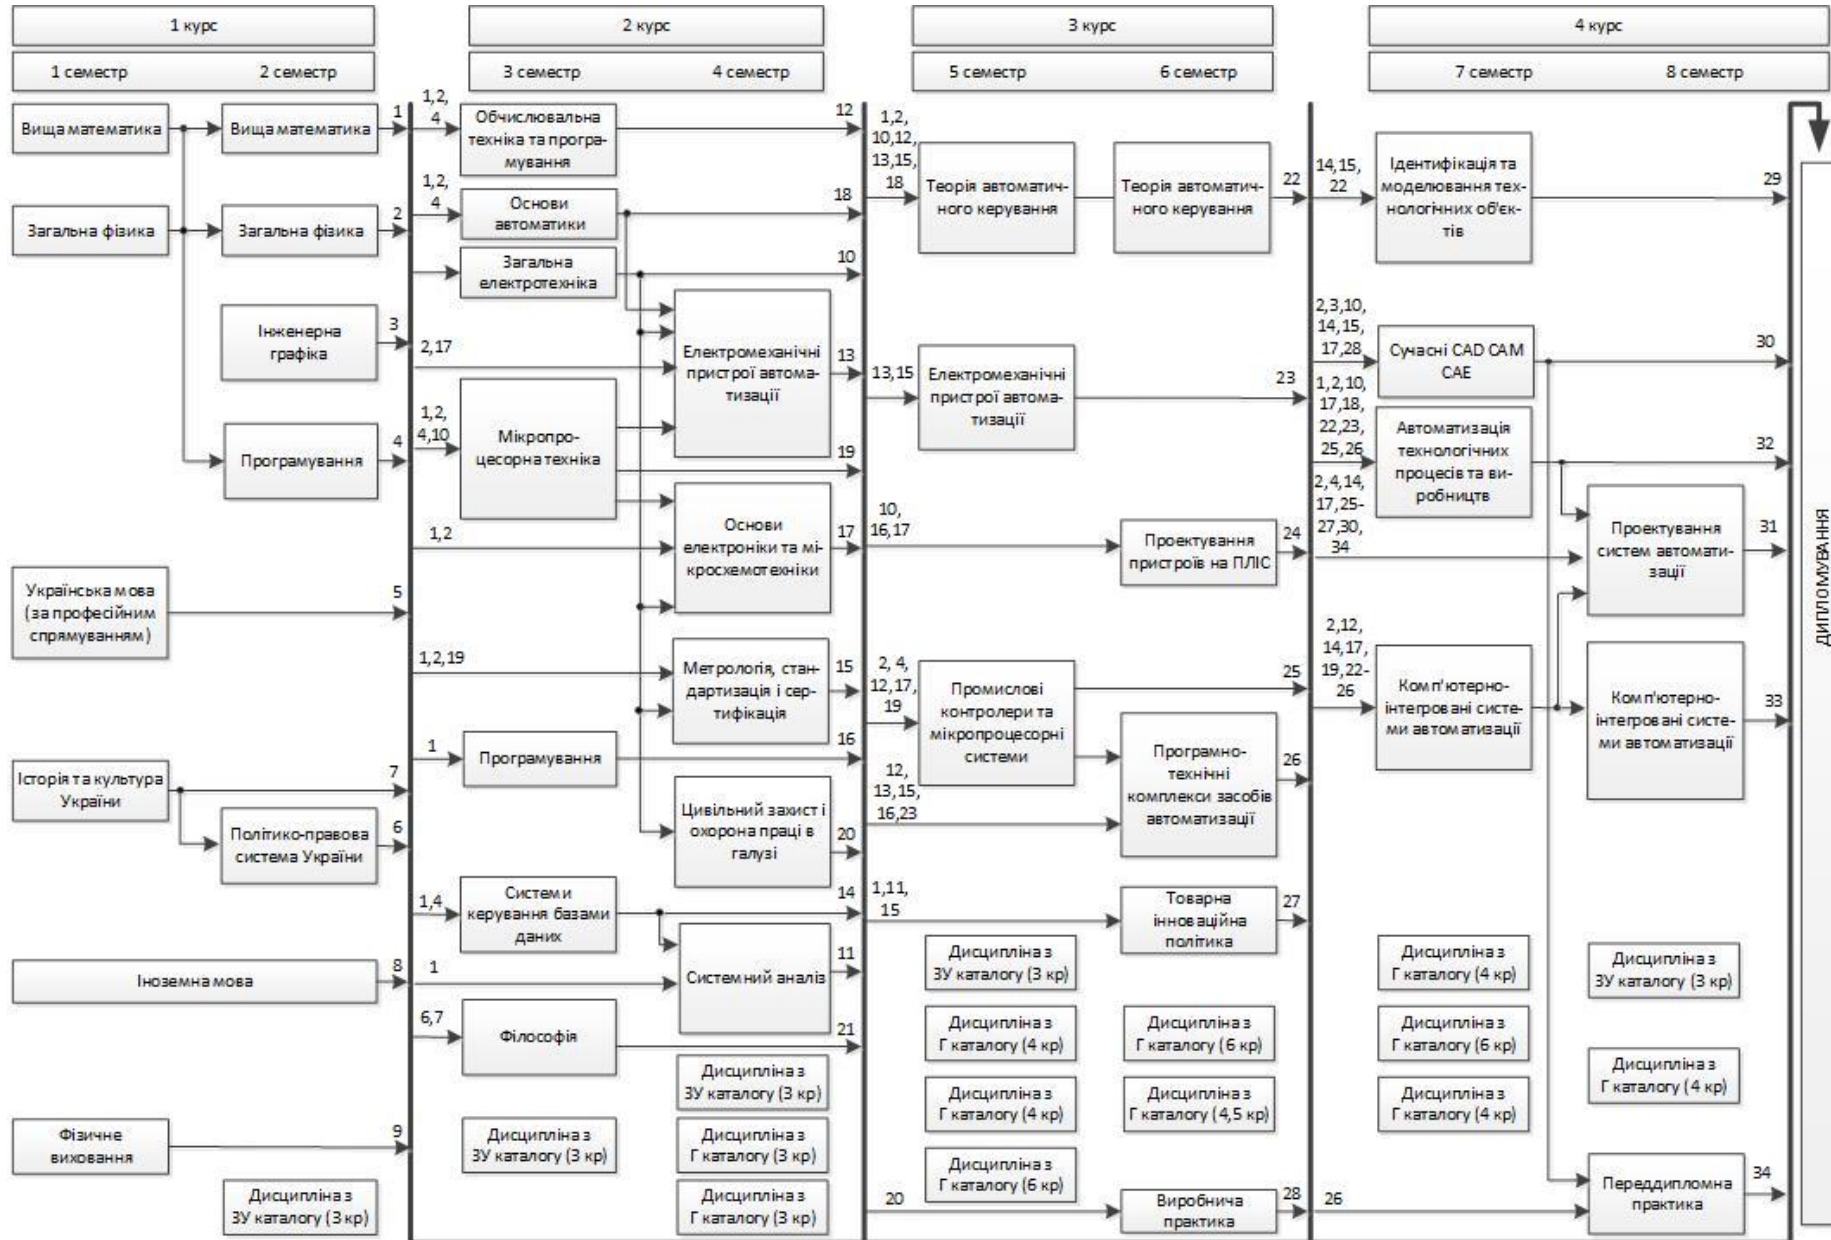 1 курс
2 курс
3 курс
4 курс
1 семестр
2 семестр
3 семестр
4 семестр
5 семестр
6 семестр
7 семестр
8 семестр
Вища математика
Вища математика
1
Загальна фізика
Загальна фізика
2
Інженерна
графіка
3
Програмування
4
Українська мова
(за професійним
спрямуванням)
5
Історія та культура
України
7
Політико-правова
система України
6
Іноземна мова
8
Фізичне
виховання
9
Дисципліна з
ЗУ каталогу (3 кр)
1,2,
4
Обчислювальна
техніка та програ-
мування
12
1,2,
4
Основи
автоматики
18
Загальна
електротехніка
10
2,17
Електромеханічні
пристрої автома-
тизації
13
1,2,
4,10
Мікропро-
цесорна техніка
19
1,2
Основи
електроніки та мі-
кросхемотехніки
17
1,2,19
Метрологія, стан-
дартизація і сер-
тифікація
15
1
Програмування
16
Цивільний захист і
охорона праці в
галузі
20
1,4
Системи
керування базами
даних
14
1
Системний аналіз
11
6,7
Філософія
21
Дисципліна з
ЗУ каталогу (3 кр)
Дисципліна з
ЗУ каталогу (3 кр)
Дисципліна з
Г каталогу (3 кр)
Дисципліна з
Г каталогу (3 кр)
1,2,
10,12,
13,15,
18
Теорія автоматич-
ного керування
Теорія автоматич-
ного керування
22
13,15
Електромеханічні
пристрої автома-
тизації
23
10,
16,17
Проектування
пристроїв на ПЛІС
24
2, 4,
12,17,
19
Промислові
контролери та
мікропроцесорні
системи
25
12,
13,15,
16,23
Програмно-
технічні
комплекси засобів
автоматизації
26
1,11,
15
Товарна
інноваційна
політика
27
Дисципліна з
ЗУ каталогу (3 кр)
Дисципліна з
Г каталогу (4 кр)
Дисципліна з
Г каталогу (6 кр)
Дисципліна з
Г каталогу (4 кр)
Дисципліна з
Г каталогу (4,5 кр)
Дисципліна з
Г каталогу (6 кр)
20
Виробнича
практика
28
14,15,
22
Ідентифікація та
моделювання тех-
нологічних об'єк-
тів
29
2,3,10,
14,15,
17,28
Сучасні CAD CAM
CAE
30
1,2,10,
17,18,
22,23,
25,26
Автоматизація
технологічних
процесів та ви-
робництв
32
2,4,14,
17,25-
27,30,
34
Проектування
систем автомати-
зації
31
2,12,
14,17,
19,22-
26
Комп'ютерно-
інтегровані систе-
ми автоматизації
Комп'ютерно-
інтегровані систе-
ми автоматизації
33
Дисципліна з
Г каталогу (4 кр)
Дисципліна з
ЗУ каталогу (3 кр)
Дисципліна з
Г каталогу (6 кр)
Дисципліна з
Г каталогу (4 кр)
Дисципліна з
Г каталогу (4 кр)
26
Переддипломна
практика
34
ДИПЛОМУВАННЯ